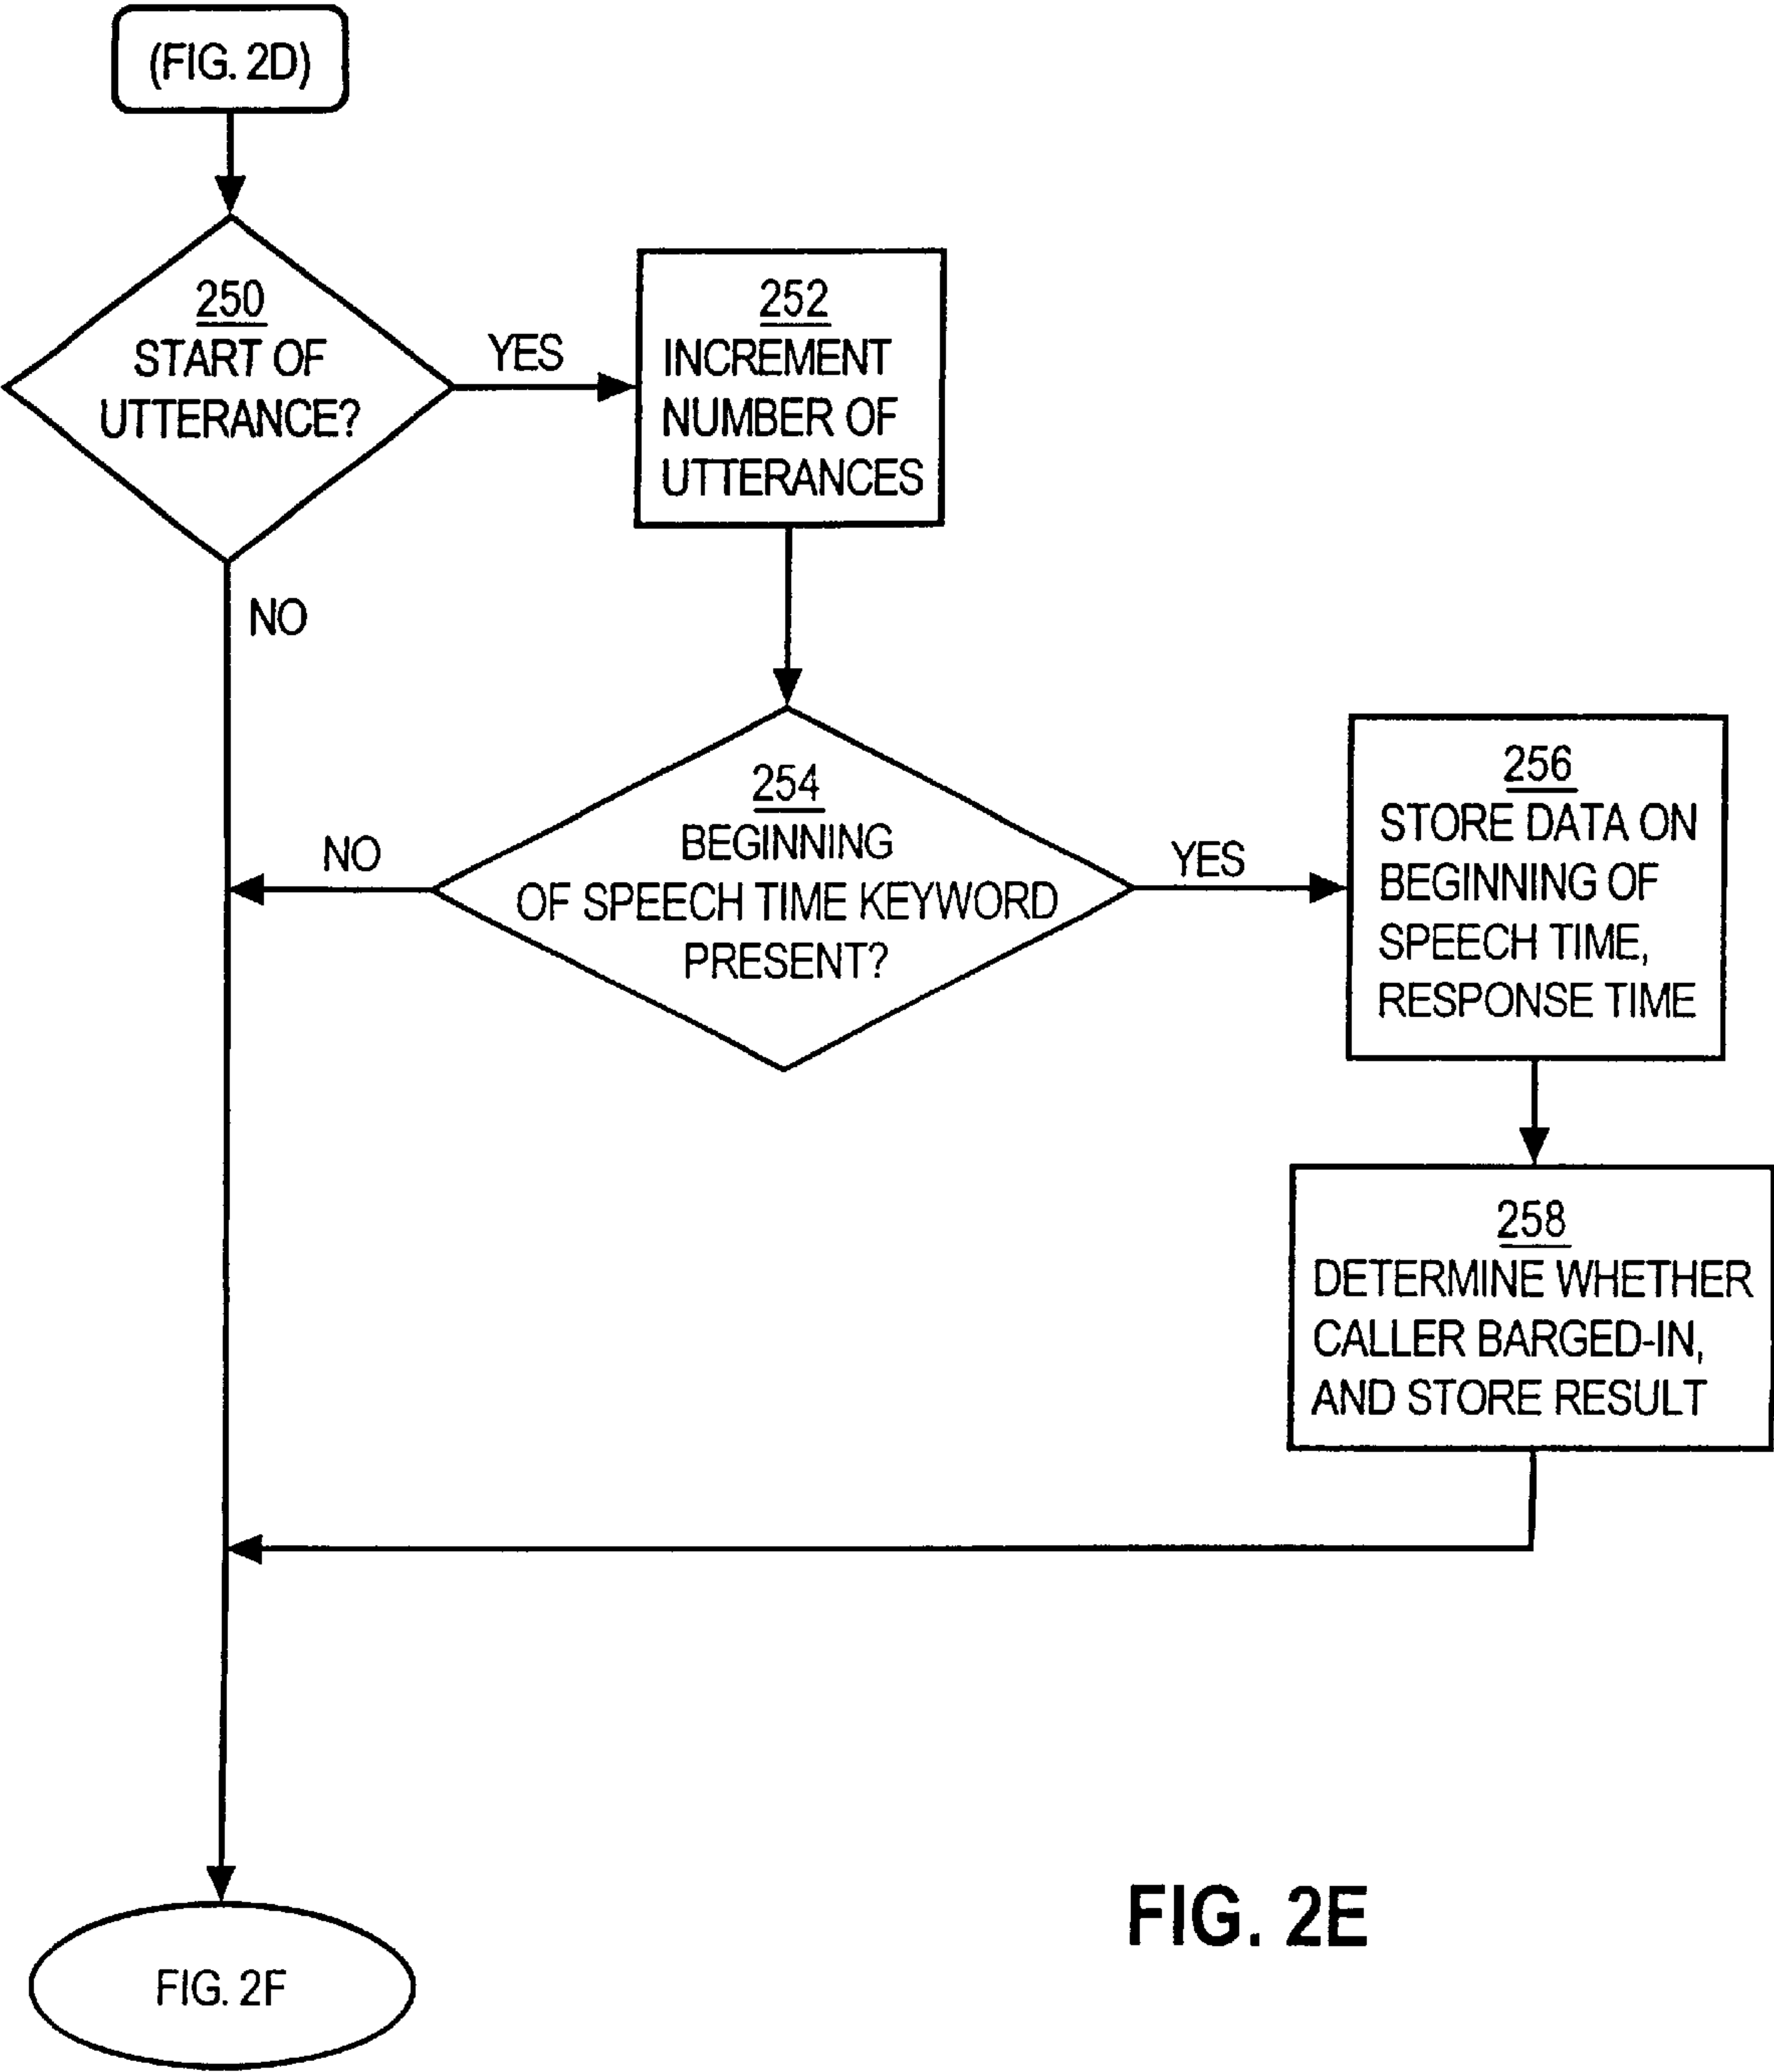 (FIG. 2D)
250
START OF
UTTERANCE?
YES
NO
252
INCREMENT
NUMBER OF
UTTERANCES
254
BEGINNING
OF SPEECH TIME KEYWORD
PRESENT?
NO
YES
256
STORE DATA ON
BEGINNING OF
SPEECH TIME,
RESPONSE TIME
258
DETERMINE WHETHER
CALLER BARGED-IN,
AND STORE RESULT
FIG. 2F
FIG. 2E